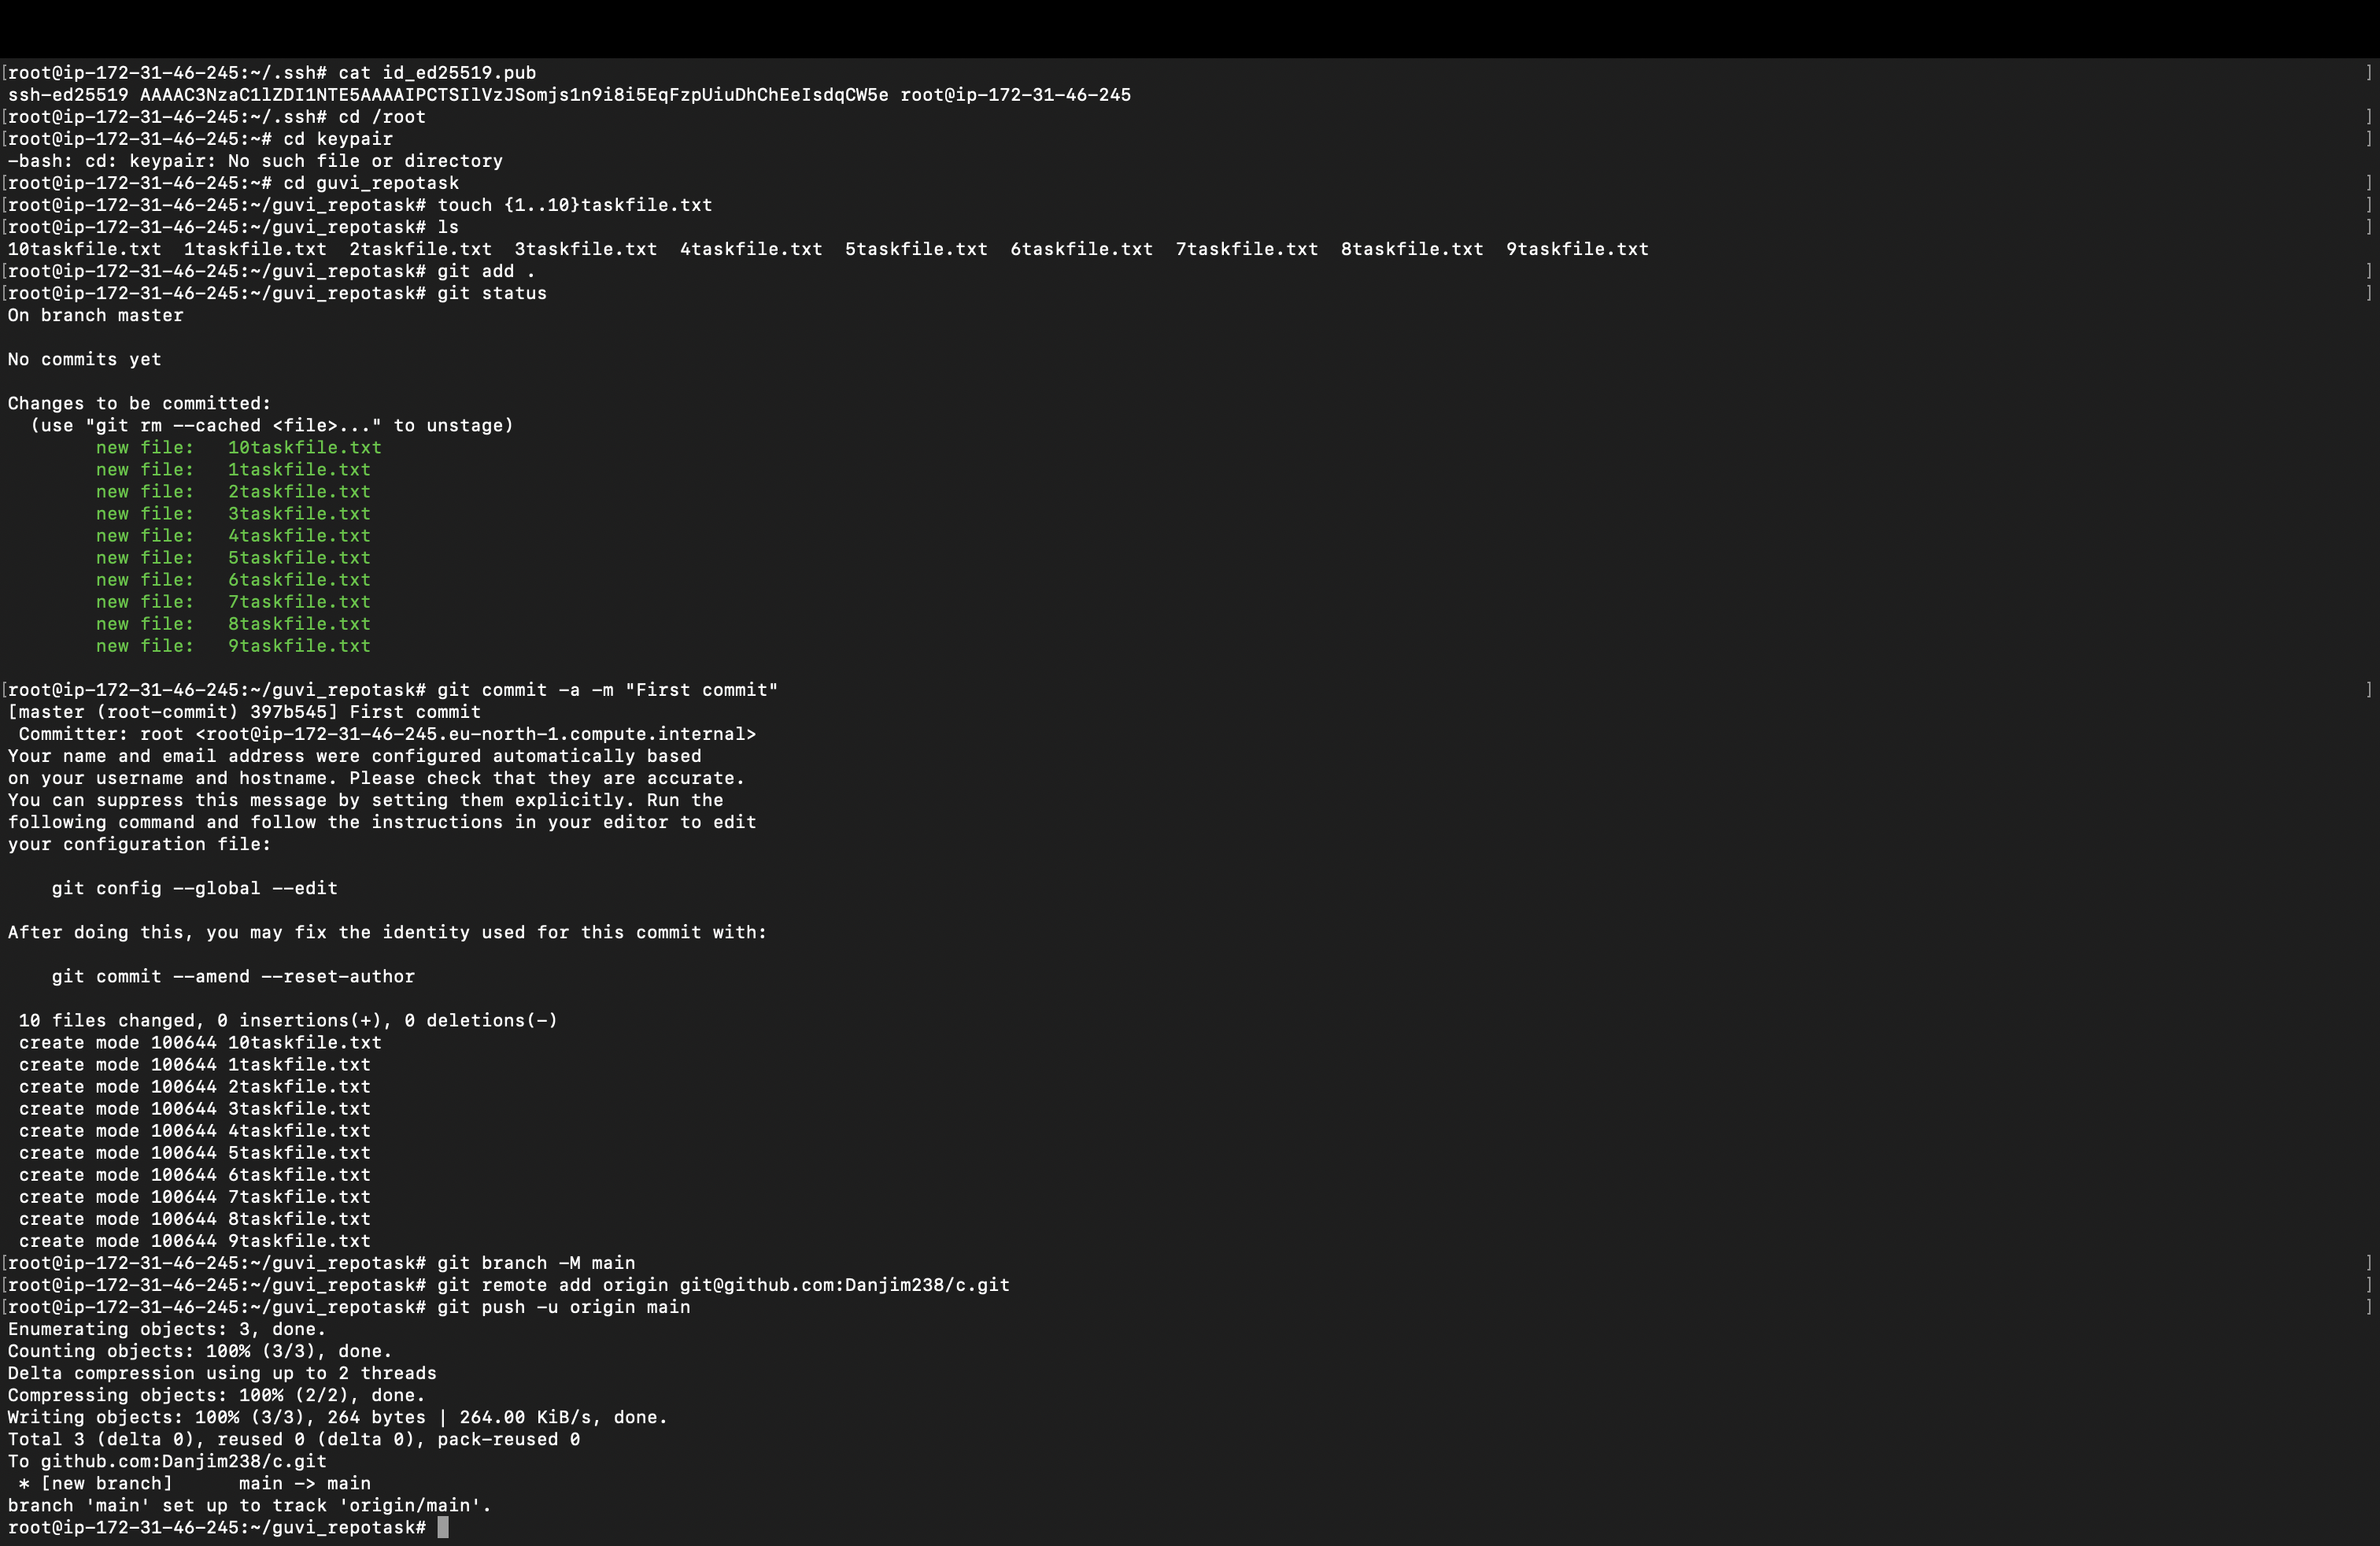 [root@ip-172-31-46-245:~/.ssh# cat id_ed25519.pub ]
ssh-ed25519 AAAAC3NzaC1lZDI1NTE5AAAAIPCTSIlVzJSomjs1n9i8i5EqFzpUiuDhChEeIsdqCW5e root@ip-172-31-46-245
[root@ip-172-31-46-245:~/.ssh# cd /root ]
[root@ip-172-31-46-245:~# cd keypair ]
-bash: cd: keypair: No such file or directory
[root@ip-172-31-46-245:~# cd guvi_repotask ]
[root@ip-172-31-46-245:~/guvi_repotask# touch {1..10}taskfile.txt ]
[root@ip-172-31-46-245:~/guvi_repotask# ls ]
10taskfile.txt  1taskfile.txt  2taskfile.txt  3taskfile.txt  4taskfile.txt  5taskfile.txt  6taskfile.txt  7taskfile.txt  8taskfile.txt  9taskfile.txt
[root@ip-172-31-46-245:~/guvi_repotask# git add . ]
[root@ip-172-31-46-245:~/guvi_repotask# git status ]
On branch master
No commits yet
Changes to be committed:
  (use "git rm --cached <file>..." to unstage)
        new file:   10taskfile.txt
        new file:   1taskfile.txt
        new file:   2taskfile.txt
        new file:   3taskfile.txt
        new file:   4taskfile.txt
        new file:   5taskfile.txt
        new file:   6taskfile.txt
        new file:   7taskfile.txt
        new file:   8taskfile.txt
        new file:   9taskfile.txt
[root@ip-172-31-46-245:~/guvi_repotask# git commit -a -m "First commit" ]
[master (root-commit) 397b545] First commit
 Committer: root <root@ip-172-31-46-245.eu-north-1.compute.internal>
Your name and email address were configured automatically based
on your username and hostname. Please check that they are accurate.
You can suppress this message by setting them explicitly. Run the
following command and follow the instructions in your editor to edit
your configuration file:
    git config --global --edit
After doing this, you may fix the identity used for this commit with:
    git commit --amend --reset-author
 10 files changed, 0 insertions(+), 0 deletions(-)
 create mode 100644 10taskfile.txt
 create mode 100644 1taskfile.txt
 create mode 100644 2taskfile.txt
 create mode 100644 3taskfile.txt
 create mode 100644 4taskfile.txt
 create mode 100644 5taskfile.txt
 create mode 100644 6taskfile.txt
 create mode 100644 7taskfile.txt
 create mode 100644 8taskfile.txt
 create mode 100644 9taskfile.txt
[root@ip-172-31-46-245:~/guvi_repotask# git branch -M main ]
[root@ip-172-31-46-245:~/guvi_repotask# git remote add origin git@github.com:Danjim238/c.git ]
[root@ip-172-31-46-245:~/guvi_repotask# git push -u origin main ]
Enumerating objects: 3, done.
Counting objects: 100% (3/3), done.
Delta compression using up to 2 threads
Compressing objects: 100% (2/2), done.
Writing objects: 100% (3/3), 264 bytes | 264.00 KiB/s, done.
Total 3 (delta 0), reused 0 (delta 0), pack-reused 0
To github.com:Danjim238/c.git
 * [new branch]      main -> main
branch 'main' set up to track 'origin/main'.
root@ip-172-31-46-245:~/guvi_repotask#